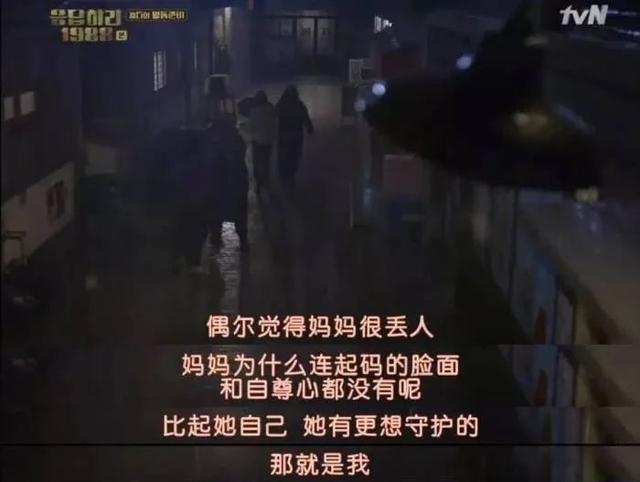 응답하라 tvN
1988
偶尔觉得妈妈很丢人
妈妈为什么连起码的脸面
和自尊心都没有呢
比起她自己 她有更想守护的
那就是我